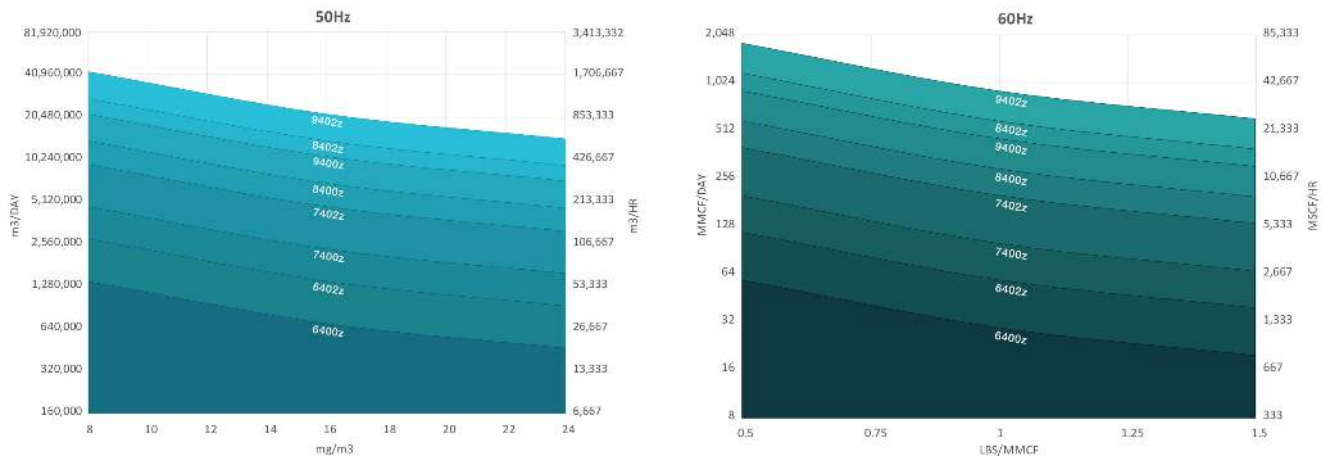 50Hz
81,920,000
40,960,000
20,480,000
10,240,000
5,120,000
2,560,000
1,280,000
640,000
320,000
160,000
m3/DAY
3,413,332
1,706,667
853,333
426,667
213,333
106,667
53,333
26,667
13,333
6,667
m3/HR
9402z
8402z
9400z
8400z
7402z
7400z
6402z
6400z
8 10 12 14 16 18 20 22 24
mg/m3
60Hz
2,048
1,024
512
256
128
64
32
16
8
MMCF/DAY
85,333
42,667
21,333
10,667
5,333
2,667
1,333
667
333
MSCF/HR
9402z
8402z
9400z
8400z
7402z
7400z
6402z
6400z
0.5 0.75 1 1.25 1.5
LBS/MMCF